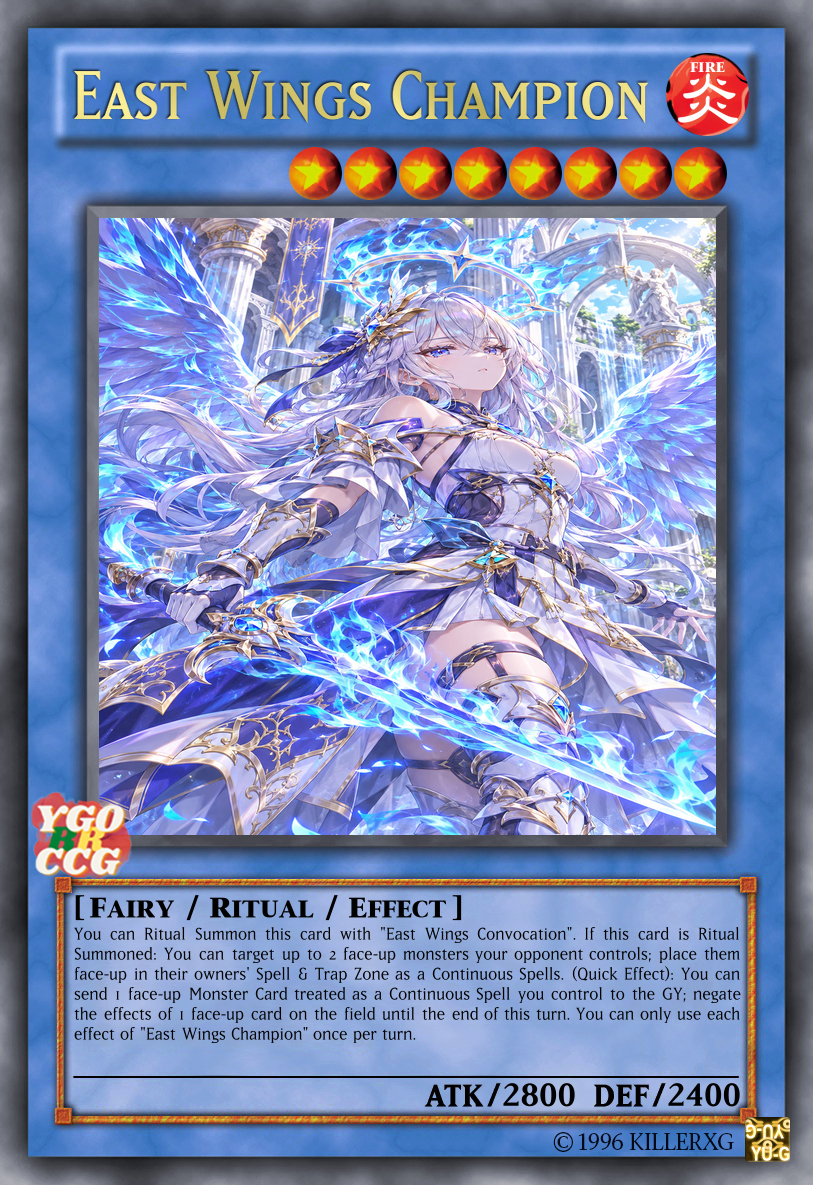 East Wings Champion
FIRE
炎
YGO
RR
CCG
[ Fairy / Ritual / Effect ]
You can Ritual Summon this card with "East Wings Convocation". If this card is Ritual
Summoned: You can target up to 2 face-up monsters your opponent controls; place them
face-up in their owners' Spell & Trap Zone as a Continuous Spells. (Quick Effect): You can
send 1 face-up Monster Card treated as a Continuous Spell you control to the GY; negate
the effects of 1 face-up card on the field until the end of this turn. You can only use each
effect of "East Wings Champion" once per turn.
ATK/2800 DEF/2400
© 1996 KILLERXG